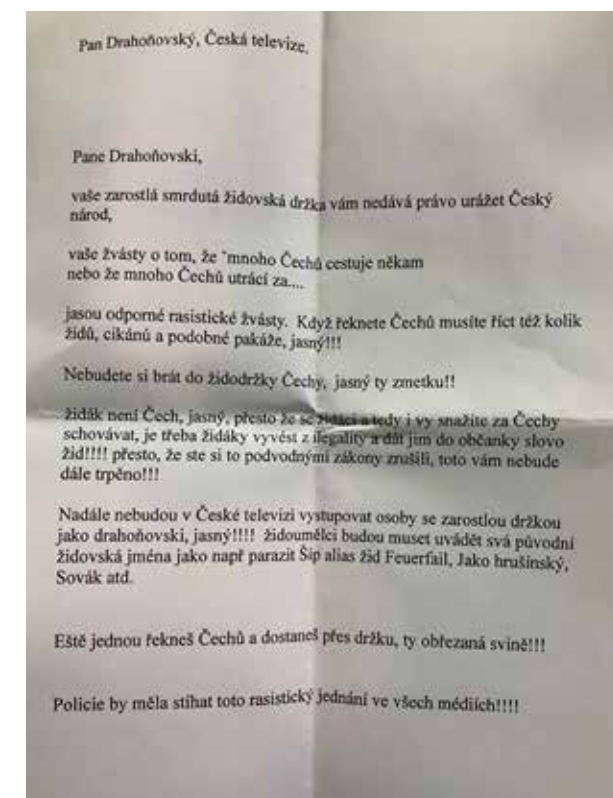 Pan Drahoňovský, Česká televize.
Pane Drahoňovski,
vaše zarostlá smrdutá židovská držka vám nedává právo urážet Český
národ,
vaše žvásty o tom, že "mnoho Čechů cestuje někam
nebo že mnoho Čechů utrácí za....
jasou odporné rasistické žvásty. Když řeknete Čechů musíte říct též kolik
židů, cikánů a podobné pakáže, jasný!!!
Nebudete si brát do židodržky Čechy, jasný ty zmetku!!
židák není Čech, jasný, přesto že se židáci a tedy i vy snažíte za Čechy
schovávat, je třeba židáky vyvést z ilegality a dát jim do občanky slovo
žid!!!! přesto, že ste si to podvodnými zákony zrušili, toto vám nebude
dále trpěno!!!
Nadále nebudou v České televizi vystupovat osoby se zarostlou držkou
jako drahoňovski, jasný!!!! židoumělci budou muset uvádět svá původní
židovská jména jako např parazit Šíp alias žid Feuerfail, Jako hrušínský,
Sovák atd.
Eště jednou řekneš Čechů a dostaneš přes držku, ty obřezaná svině!!!
Policie by měla stíhat toto rasistický jednání ve všech médiích!!!!